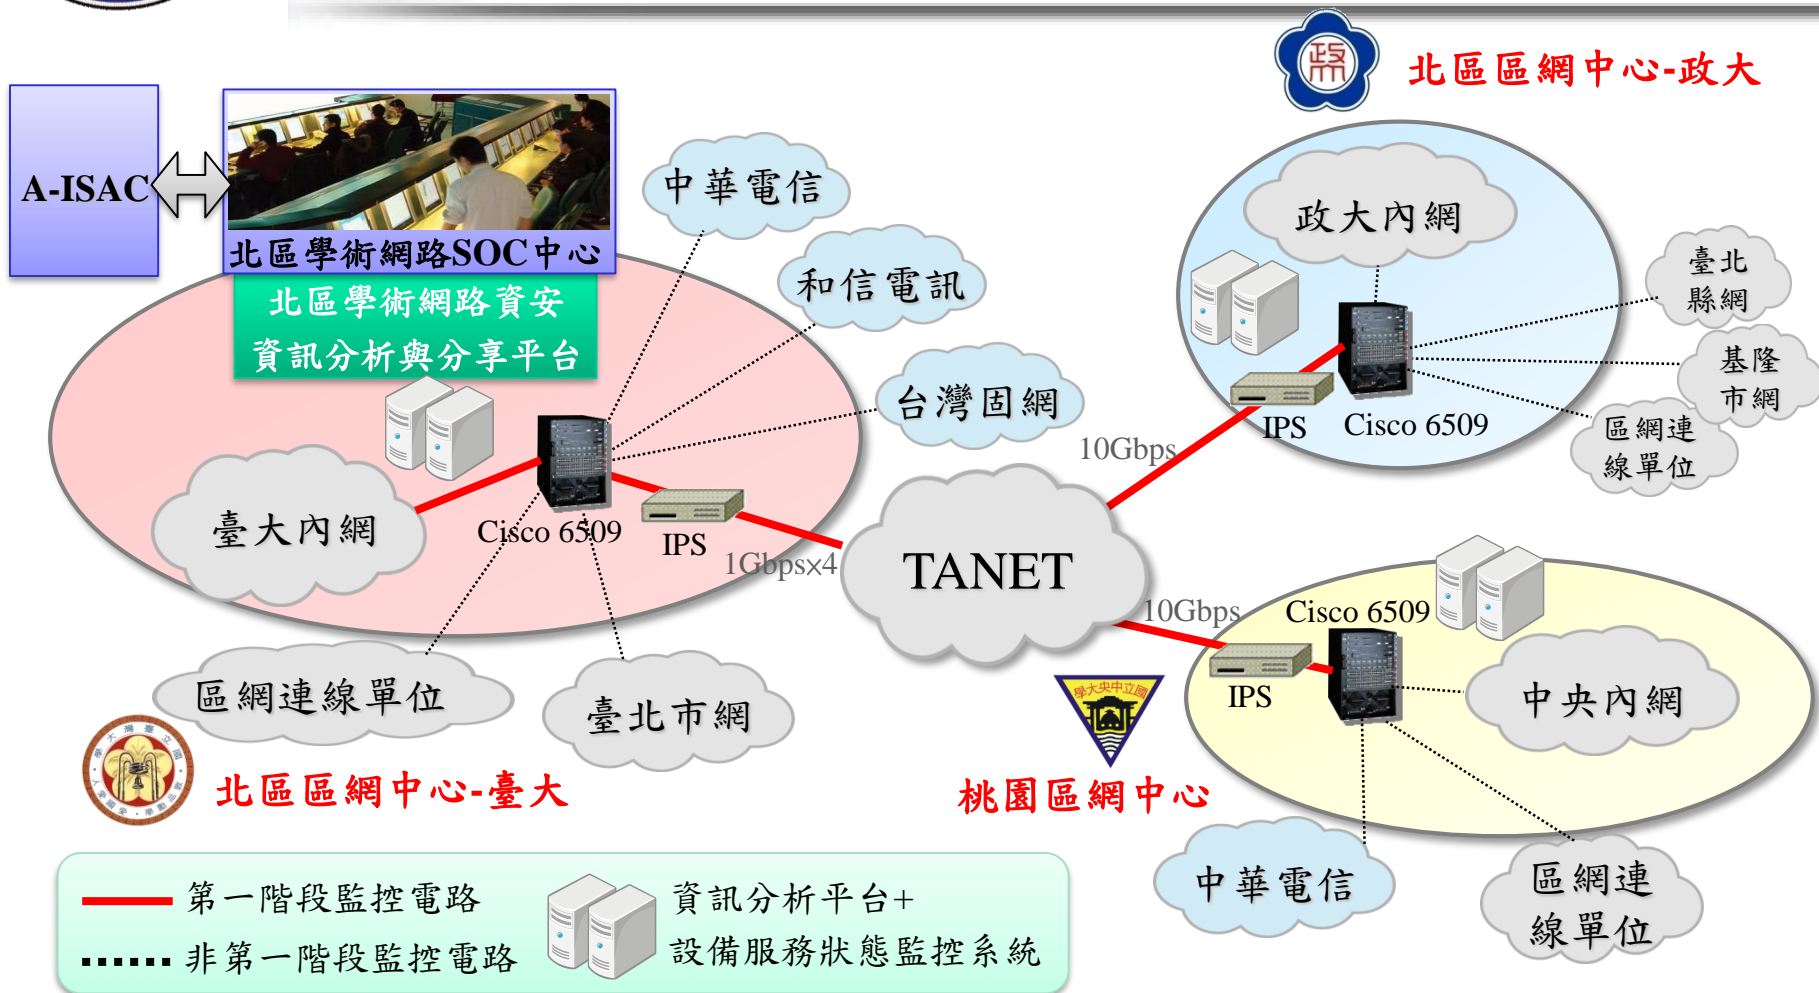 北區區網中心-政大
A-ISAC
北區學術網路SOC中心
北區學術網路資安
資訊分析與分享平台
中華電信
和信電訊
台灣固網
臺大內網
Cisco 6509
IPS
1Gbps×4
區網連線單位
臺北市網
北區區網中心-臺大
TANET
10Gbps
政大內網
IPS
Cisco 6509
臺北
縣網
基隆
市網
區網連
線單位
10Gbps
Cisco 6509
IPS
中央內網
學大央中立國
桃園區網中心
中華電信
區網連
線單位
第一階段監控電路
非第一階段監控電路
資訊分析平台+
設備服務狀態監控系統